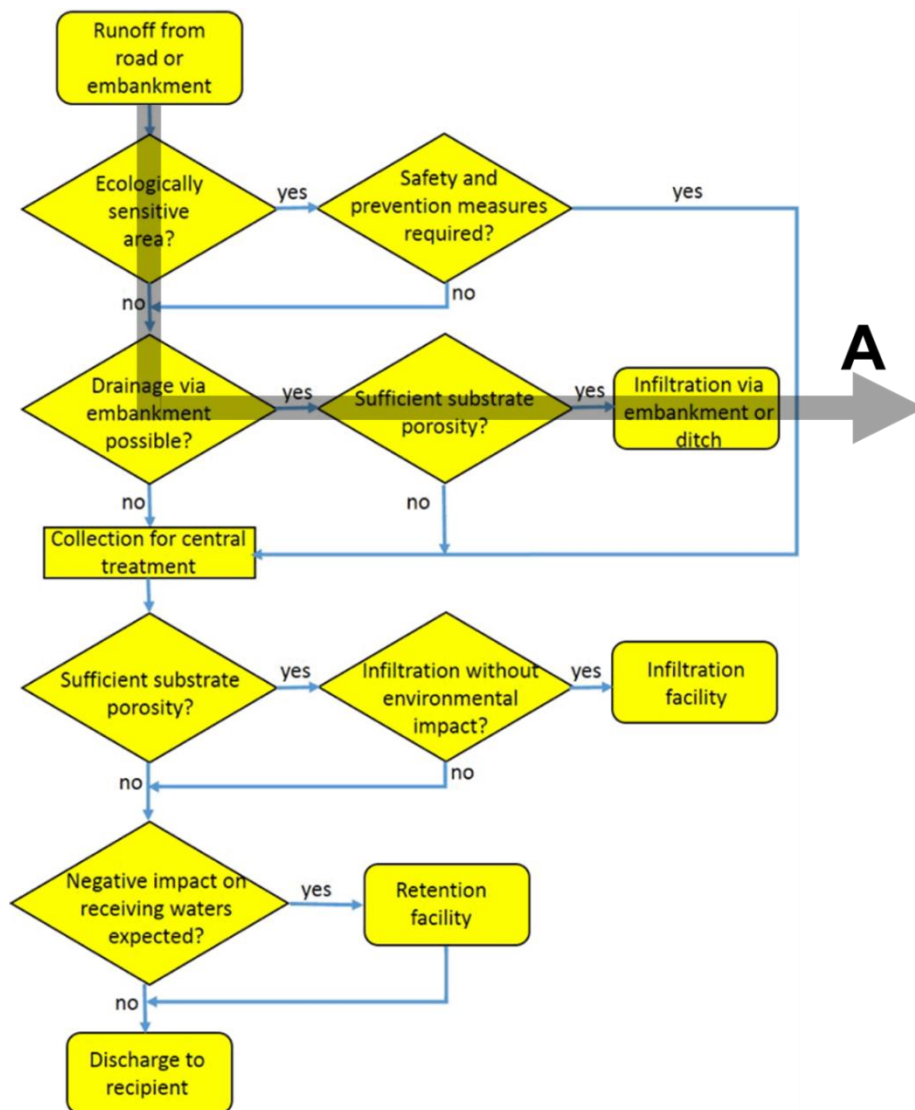 Runoff from
road or
embankment
Ecologically
sensitive
area?
yes
Safety and
prevention measures
required?
yes
no
no
A
Drainage via
embankment
possible?
yes
Sufficient substrate
porosity?
yes
Infiltration via
embankment or
ditch
no
no
Collection for central
treatment
Sufficient substrate
porosity?
yes
Infiltration without
environmental
impact?
yes
Infiltration
facility
no
no
Negative impact on
receiving waters
expected?
yes
Retention
facility
no
Discharge to
recipient